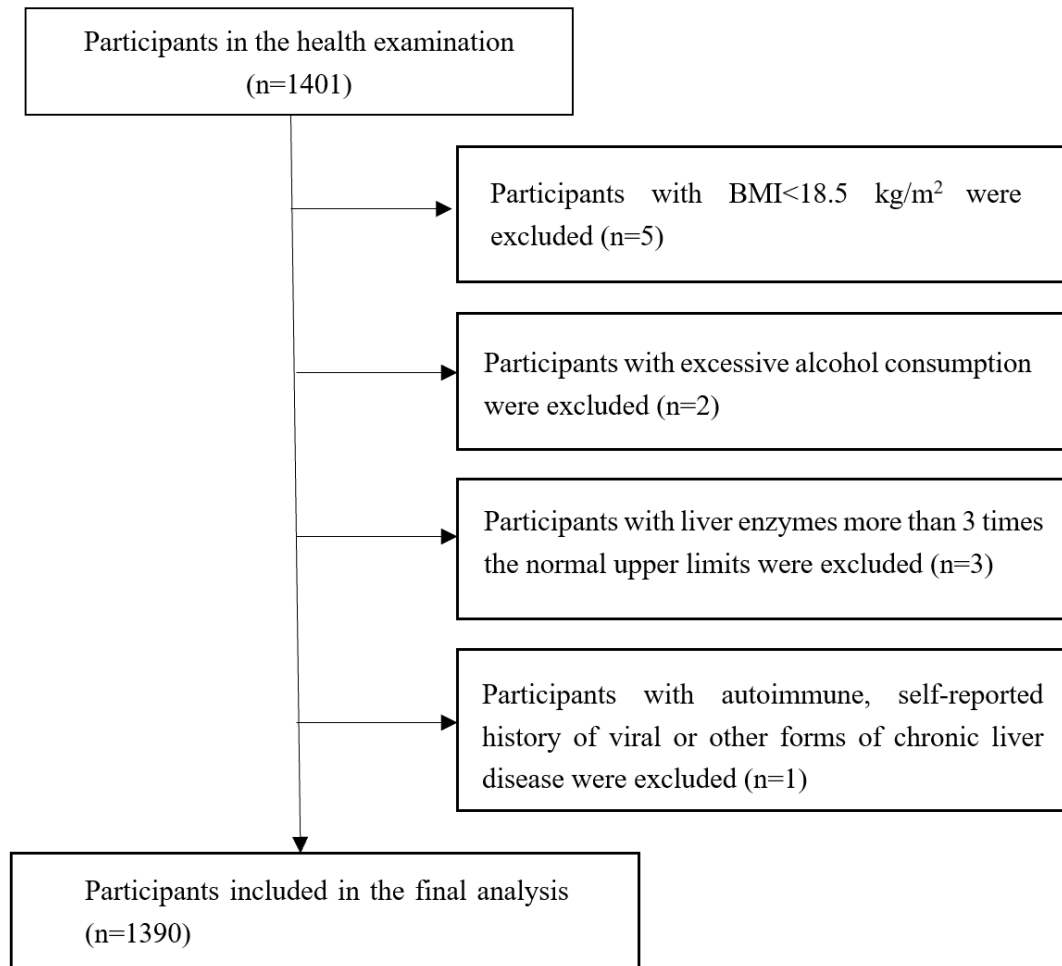 Participants in the health examination
(n=1401)
Participants with BMI<18.5 kg/m² were
excluded (n=5)
Participants with excessive alcohol consumption
were excluded (n=2)
Participants with liver enzymes more than 3 times
the normal upper limits were excluded (n=3)
Participants with autoimmune, self-reported
history of viral or other forms of chronic liver
disease were excluded (n=1)
Participants included in the final analysis
(n=1390)